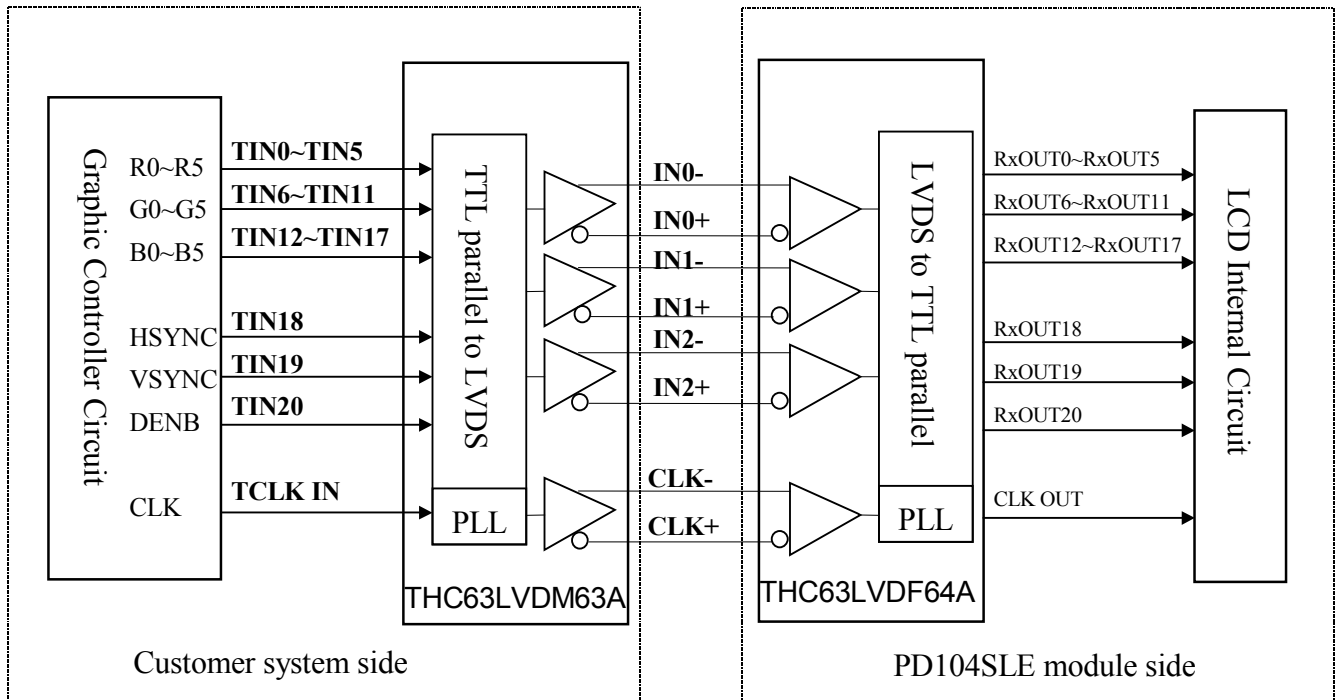 Graphic Controller Circuit
R0~R5
G0~G5
B0~B5
HSYNC
VSYNC
DENB
CLK
TIN0~TIN5
TIN6~TIN11
TIN12~TIN17
TIN18
TIN19
TIN20
TCLK IN
TTL parallel to LVDS
PLL
THC63LVDM63A
Customer system side
IN0-
IN0+
IN1-
IN1+
IN2-
IN2+
CLK-
CLK+
LVDS to TTL parallel
PLL
THC63LVDF64A
RxOUT0~RxOUT5
RxOUT6~RxOUT11
RxOUT12~RxOUT17
RxOUT18
RxOUT19
RxOUT20
CLK OUT
LCD Internal Circuit
PD104SLE module side